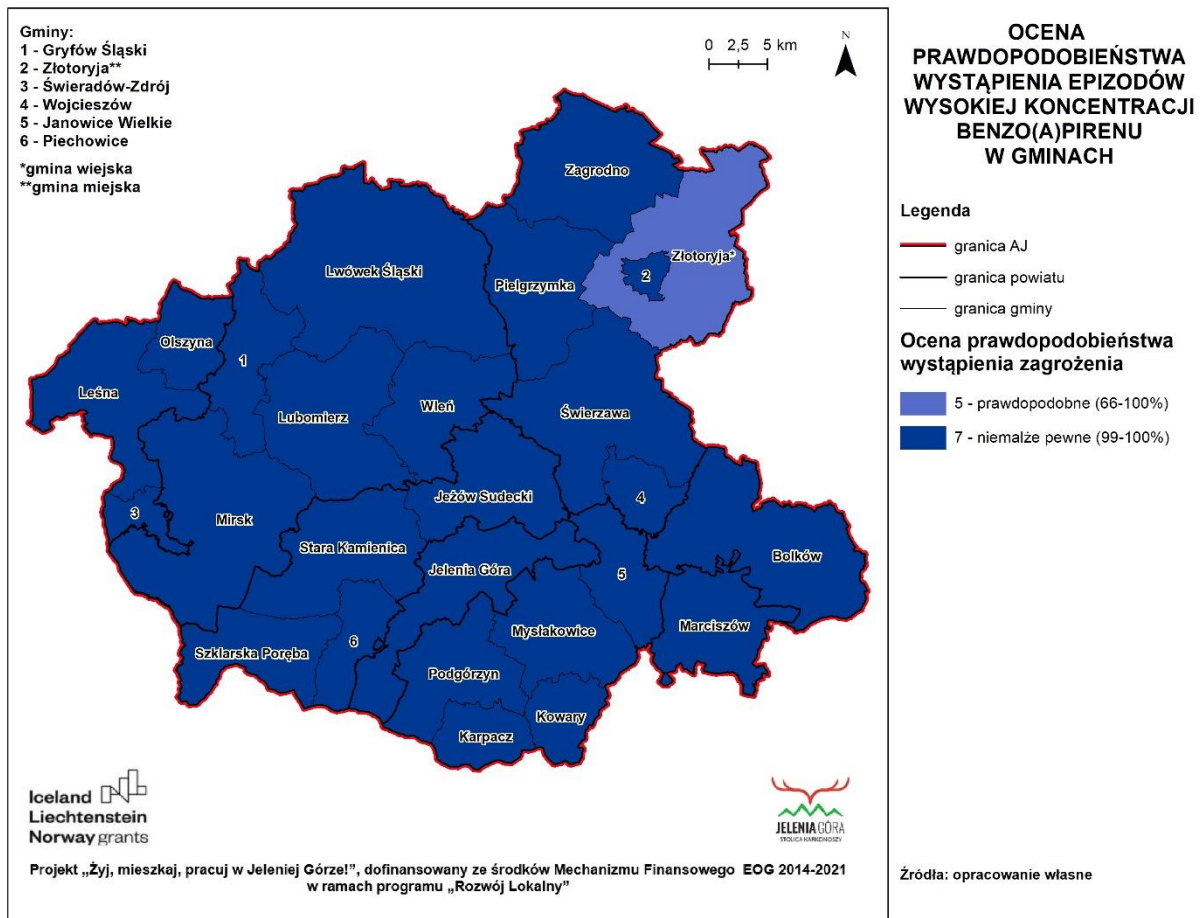 Gminy:
1 - Gryfów Śląski
2 - Złotoryja**
3 - Świeradów-Zdrój
4 - Wojcieszów
5 - Janowice Wielkie
6 - Piechowice
*gmina wiejska
**gmina miejska
0 2,5 5 km
N
OCENA
PRAWDOPODOBIEŃSTWA
WYSTĄPIENIA EPIZODÓW
WYSOKIEJ KONCENTRACJI
BENZO(A)PIRENU
W GMINACH
Legenda
granica AJ
granica powiatu
granica gminy
Ocena prawdopodobieństwa
wystąpienia zagrożenia
5 - prawdopodobne (66-100%)
7 - niemalże pewne (99-100%)
Zagrodno
Złotoryja*
2
Lwówek Śląski
Pielgrzymka
Olszyna
1
Leśna
Lubomierz
Wleń
Świerzawa
Jeżów Sudecki
4
3
Mirsk
Stara Kamienica
Bolków
Jelenia Góra
5
Marciszów
Mysłakowice
6
Szklarska Poręba
Podgórzyn
Kowary
Karpacz
Iceland
Liechtenstein
Norway grants
JELENIA GÓRA
STOLICA KARKONOSZY
Projekt „Żyj, mieszkaj, pracuj w Jeleniej Górze!”, dofinansowany ze środków Mechanizmu Finansowego EOG 2014-2021
w ramach programu „Rozwój Lokalny”
Źródła: opracowanie własne